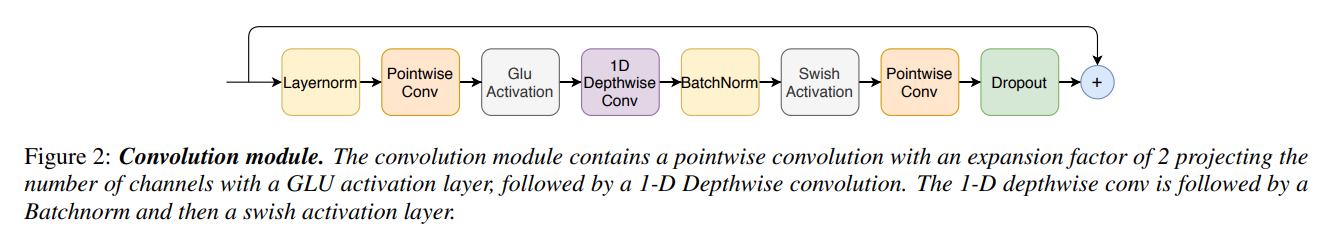 Layernorm
Pointwise
Conv
Glu
Activation
1D
Depthwise
Conv
BatchNorm
Swish
Activation
Pointwise
Conv
Dropout
+
Figure 2: Convolution module. The convolution module contains a pointwise convolution with an expansion factor of 2 projecting the
number of channels with a GLU activation layer, followed by a 1-D Depthwise convolution. The 1-D depthwise conv is followed by a
Batchnorm and then a swish activation layer.